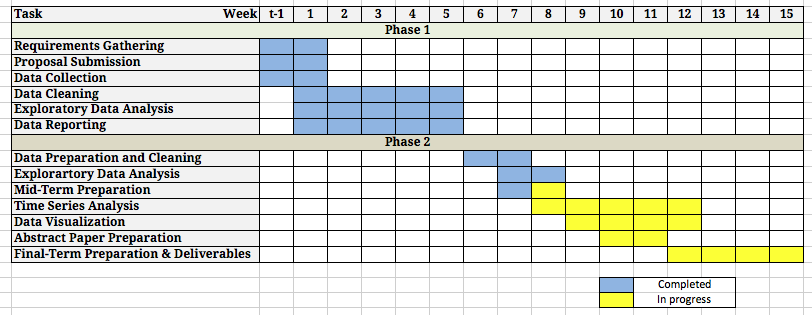 Task Week t-1 1 2 3 4 5 6 7 8 9 10 11 12 13 14 15
Phase 1
Requirements Gathering
Proposal Submission
Data Collection
Data Cleaning
Exploratory Data Analysis
Data Reporting
Phase 2
Data Preparation and Cleaning
Explorartory Data Analysis
Mid-Term Preparation
Time Series Analysis
Data Visualization
Abstract Paper Preparation
Final-Term Preparation & Deliverables
Completed
In progress